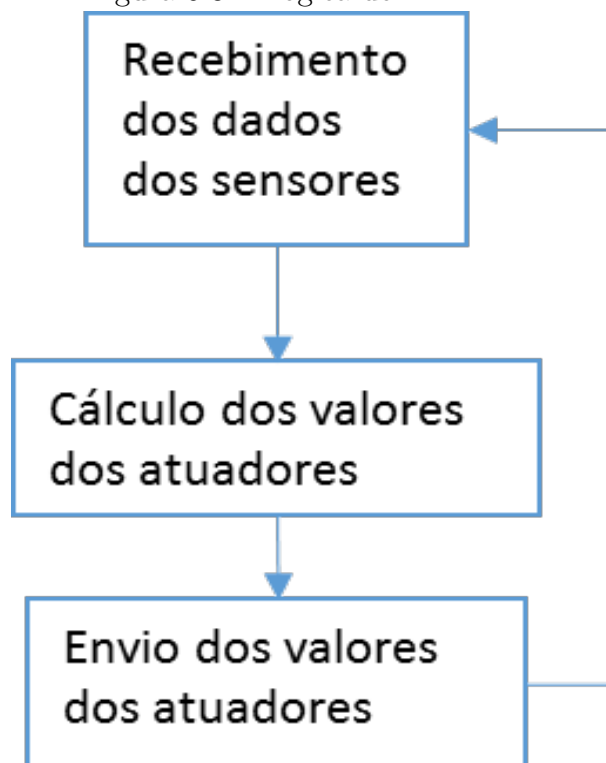 Recebimento
dos dados
dos sensores
Cálculo dos valores
dos atuadores
Envio dos valores
dos atuadores